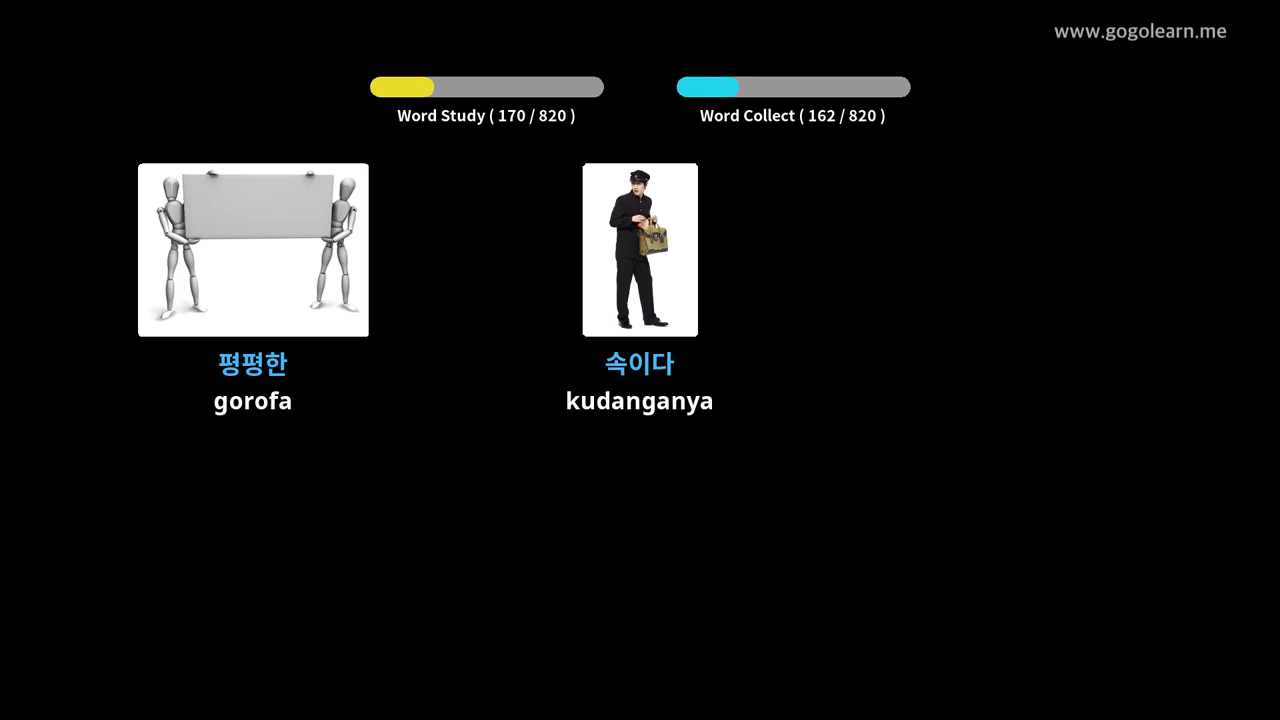 www.gogolearn.me
Word Study ( 170 / 820 )
Word Collect ( 162 / 820 )
평평한
gorofa
속이다
kudanganya